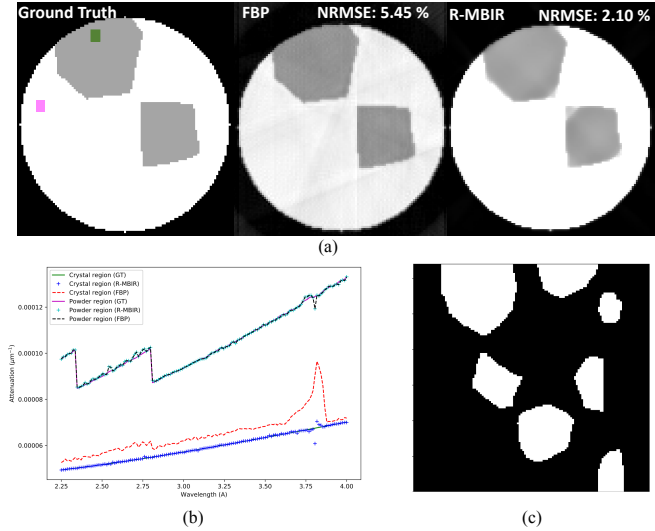 Ground Truth
FBP
NRMSE: 5.45 %
R-MBIR
NRMSE: 2.10 %
(a)
Crystal region (GT)
Crystal region (R-MBIR)
Crystal region (FBP)
Powder region (GT)
Powder region (R-MBIR)
Powder region (FBP)
Attenuation (μm⁻¹)
0.00012
0.00010
0.00008
0.00006
2.25
2.50
2.75
3.00
3.25
3.50
3.75
4.00
Wavelength (A)
(b)
(c)